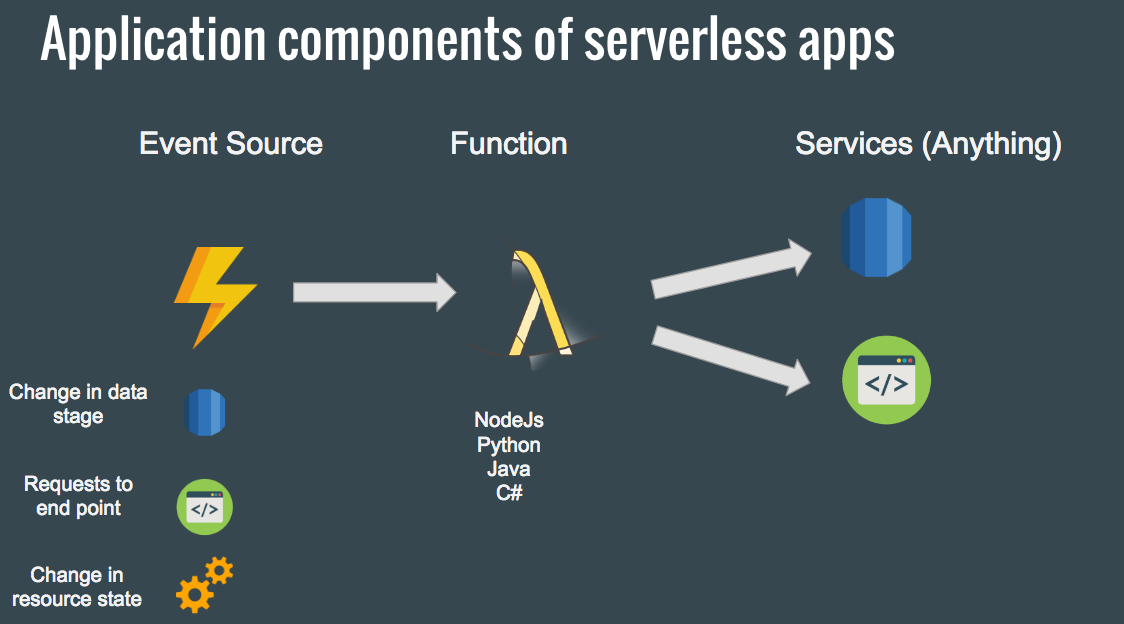 Application components of serverless apps
Event Source
Function
Services (Anything)
Change in data
stage
</>
Requests to
end point
</>
Change in
resource state
NodeJs
Python
Java
C#